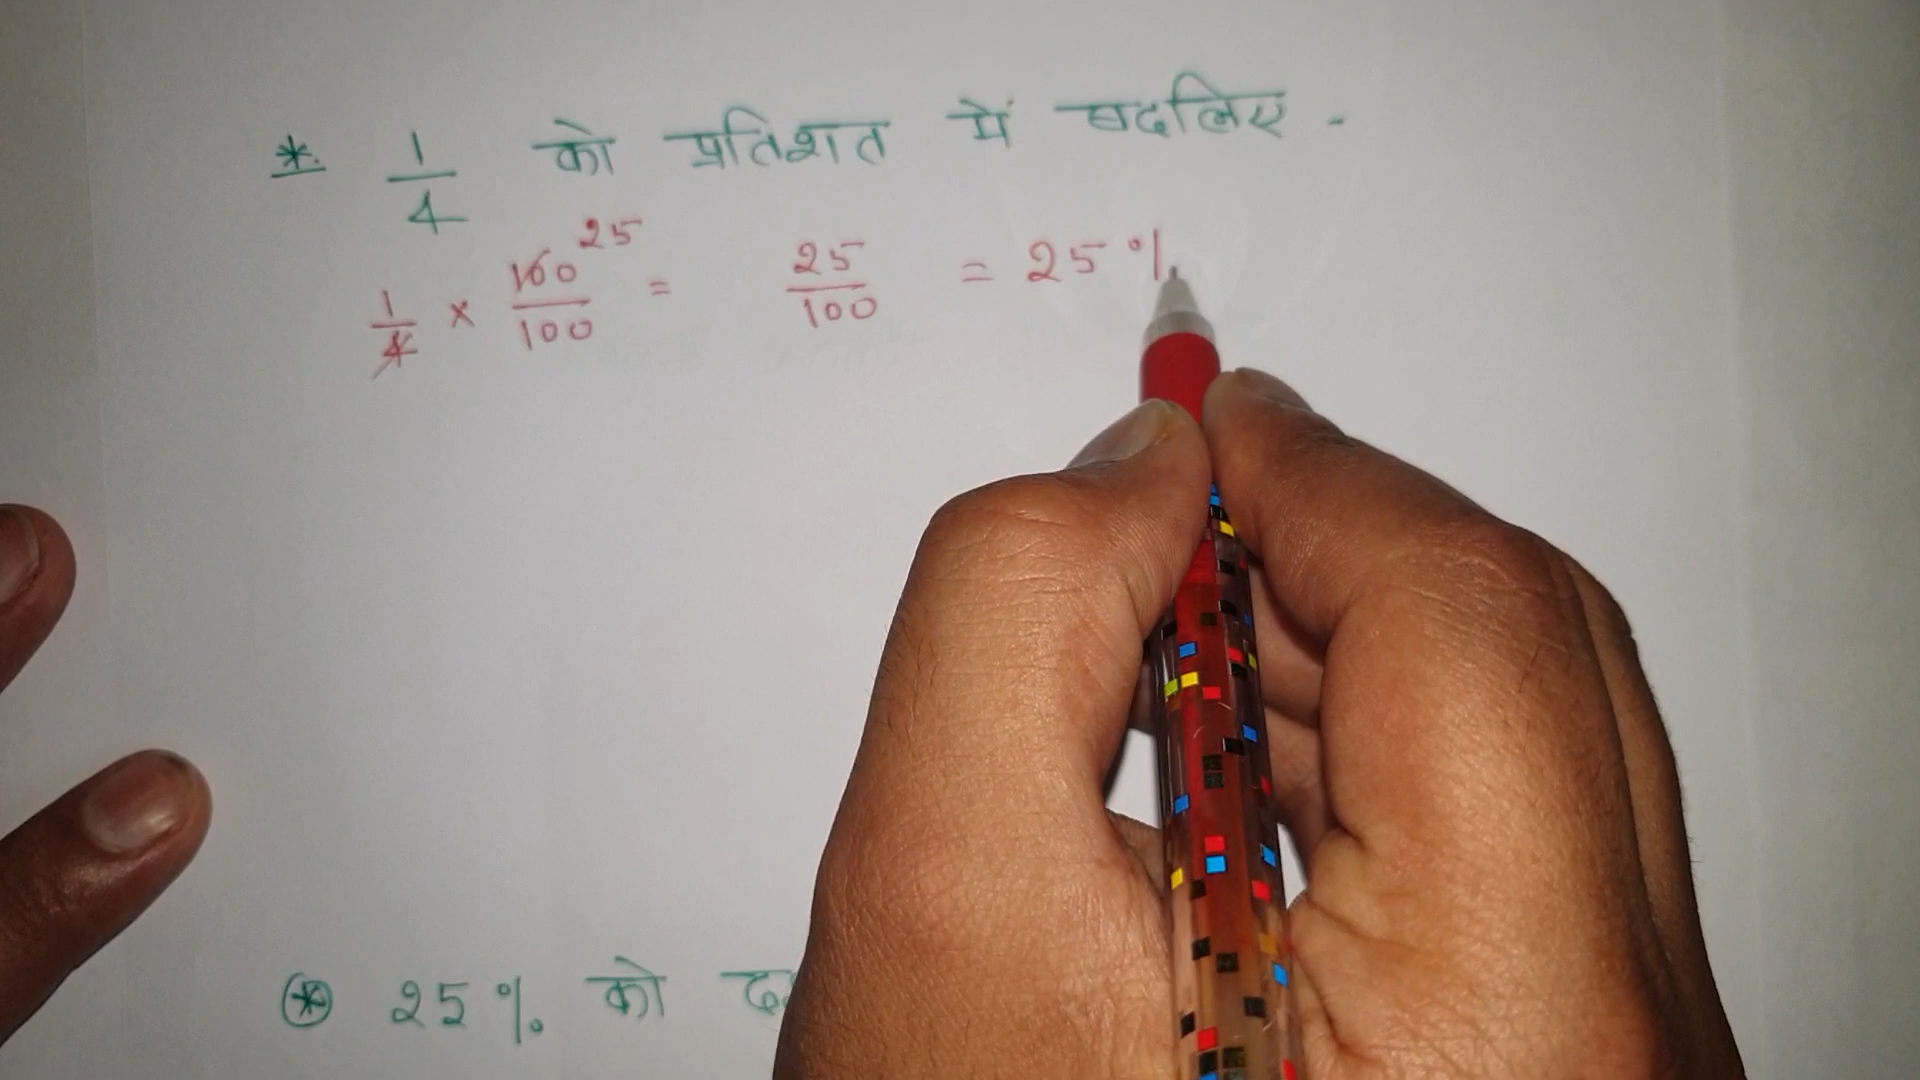 * 1/4 को प्रतिशत में बदलिए -
1/4 × 100/100 25 = 25/100 = 25 %
* 25% को